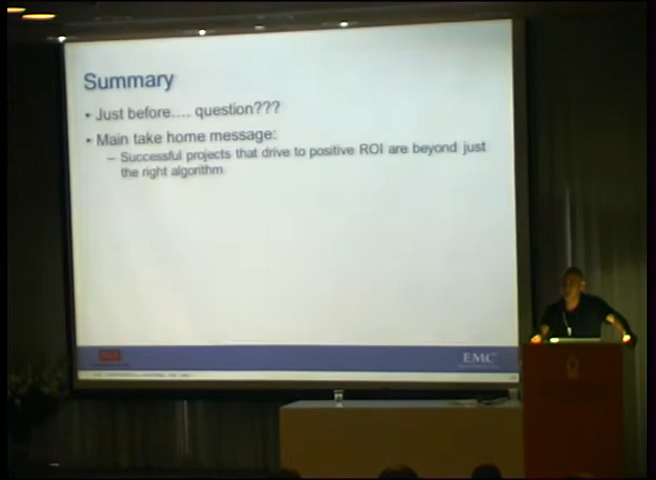 Summary
• Just before.... question???
• Main take home message:
– Successful projects that drive to positive ROI are beyond just
the right algorithm
RSA
EMC